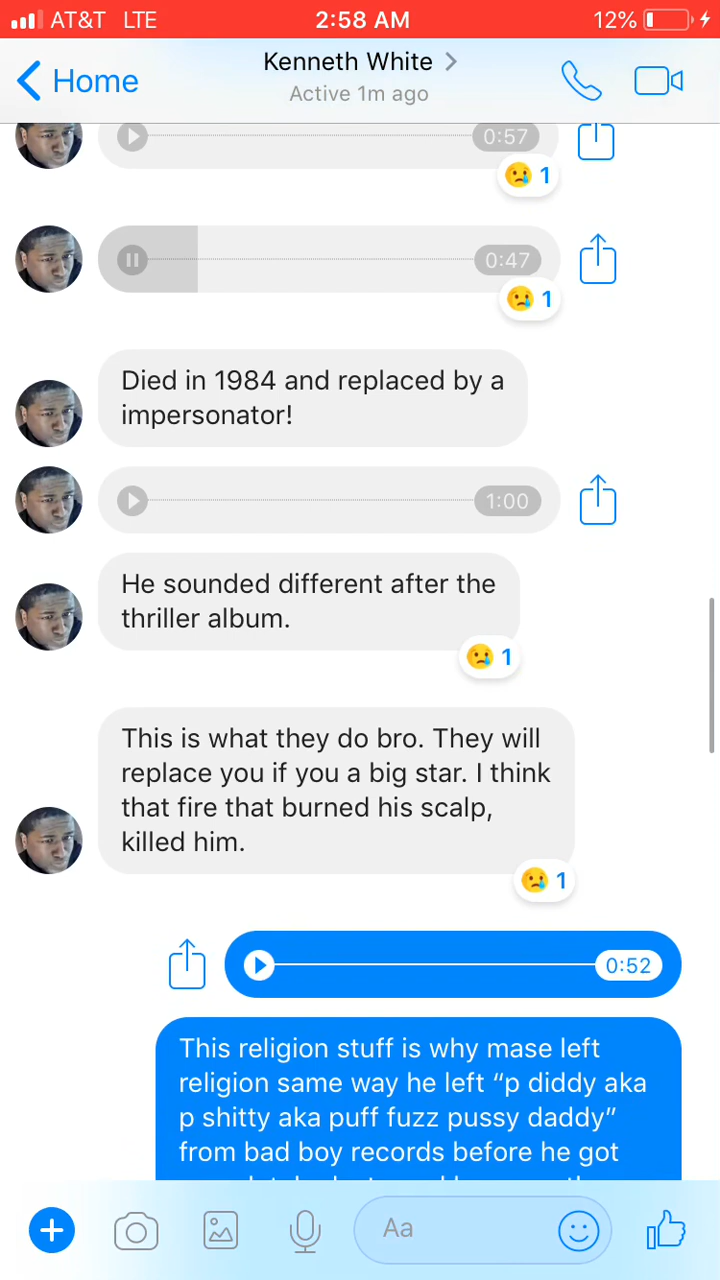 AT&T LTE 2:58 AM 12%
Home
Kenneth White
Active 1m ago
0:57
1
0:47
1
Died in 1984 and replaced by a
impersonator!
1:00
He sounded different after the
thriller album.
1
This is what they do bro. They will
replace you if you a big star. I think
that fire that burned his scalp,
killed him.
1
0:52
This religion stuff is why mase left
religion same way he left “p diddy aka
p shitty aka puff fuzz pussy daddy”
from bad boy records before he got
Aa